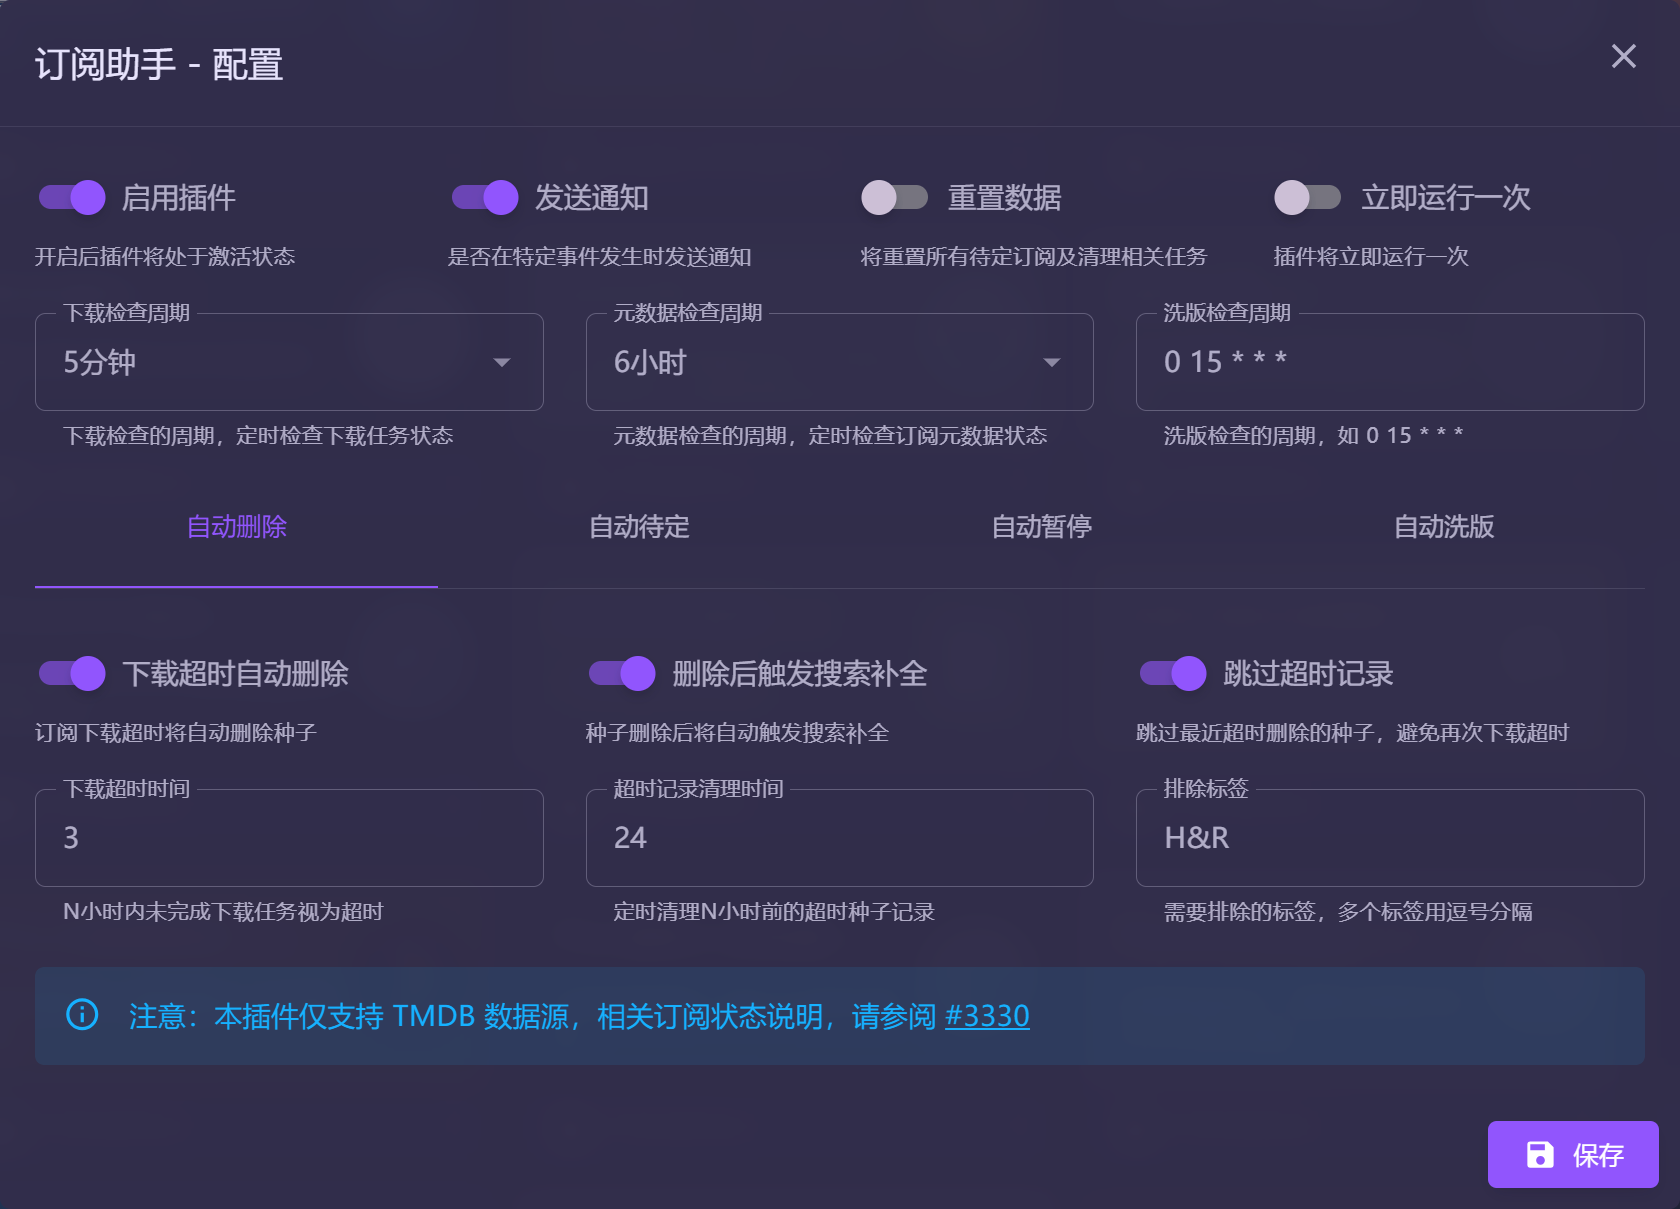 订阅助手 - 配置
启用插件
发送通知
重置数据
立即运行一次
开启后插件将处于激活状态
是否在特定事件发生时发送通知
将重置所有待定订阅及清理相关任务
插件将立即运行一次
下载检查周期
元数据检查周期
洗版检查周期
5分钟
6小时
0 15 * * *
下载检查的周期，定时检查下载任务状态
元数据检查的周期，定时检查订阅元数据状态
洗版检查的周期，如 0 15 * * *
自动删除
自动待定
自动暂停
自动洗版
下载超时自动删除
删除后触发搜索补全
跳过超时记录
订阅下载超时将自动删除种子
种子删除后将自动触发搜索补全
跳过最近超时删除的种子，避免再次下载超时
下载超时时间
超时记录清理时间
排除标签
3
24
H&R
N小时内未完成下载任务视为超时
定时清理N小时前的超时种子记录
需要排除的标签，多个标签用逗号分隔
注意：本插件仅支持 TMDB 数据源，相关订阅状态说明，请参阅 #3330
保存